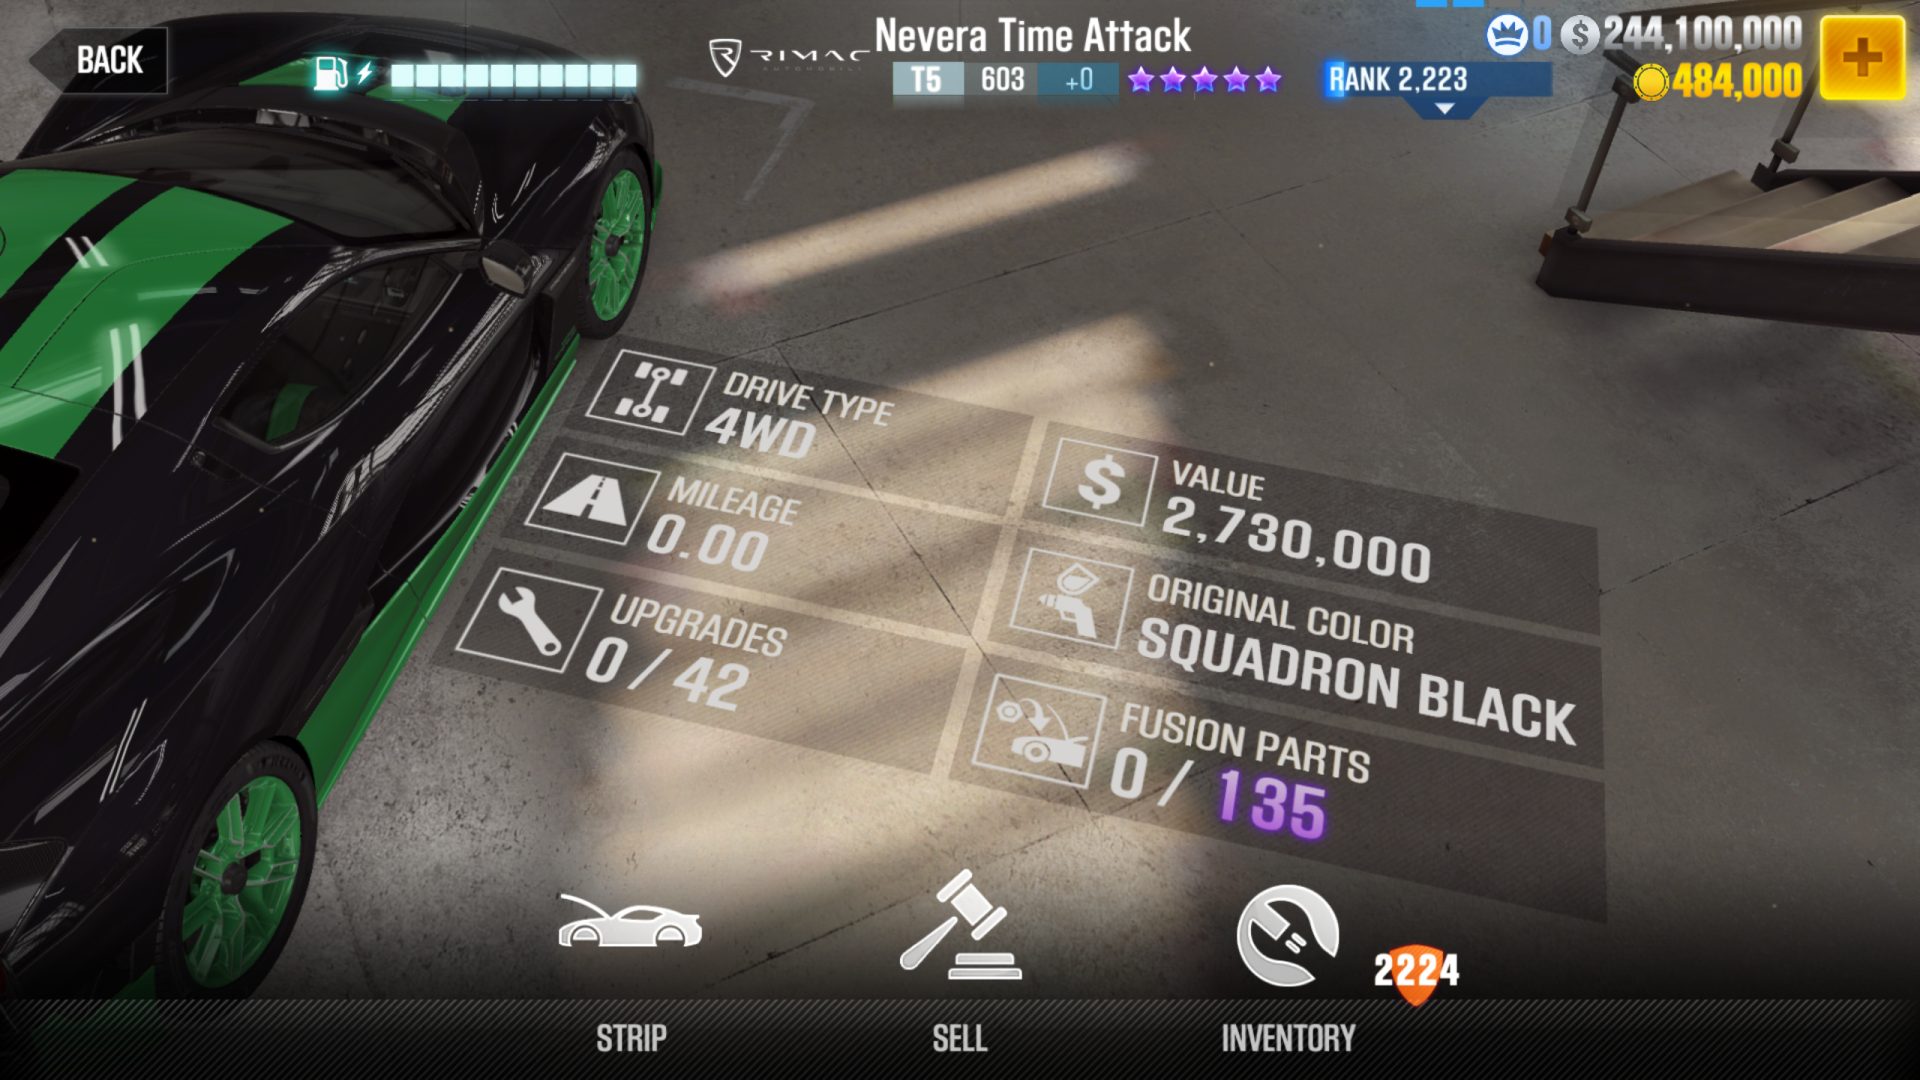 BACK
RIMAC
Nevera Time Attack
T5 603 +0
RANK 2,223
0
$ 244,100,000
484,000
+
DRIVE TYPE
4WD
MILEAGE
0.00
UPGRADES
0 / 42
$
VALUE
2,730,000
ORIGINAL COLOR
SQUADRON BLACK
FUSION PARTS
0 / 135
STRIP
SELL
INVENTORY
2224